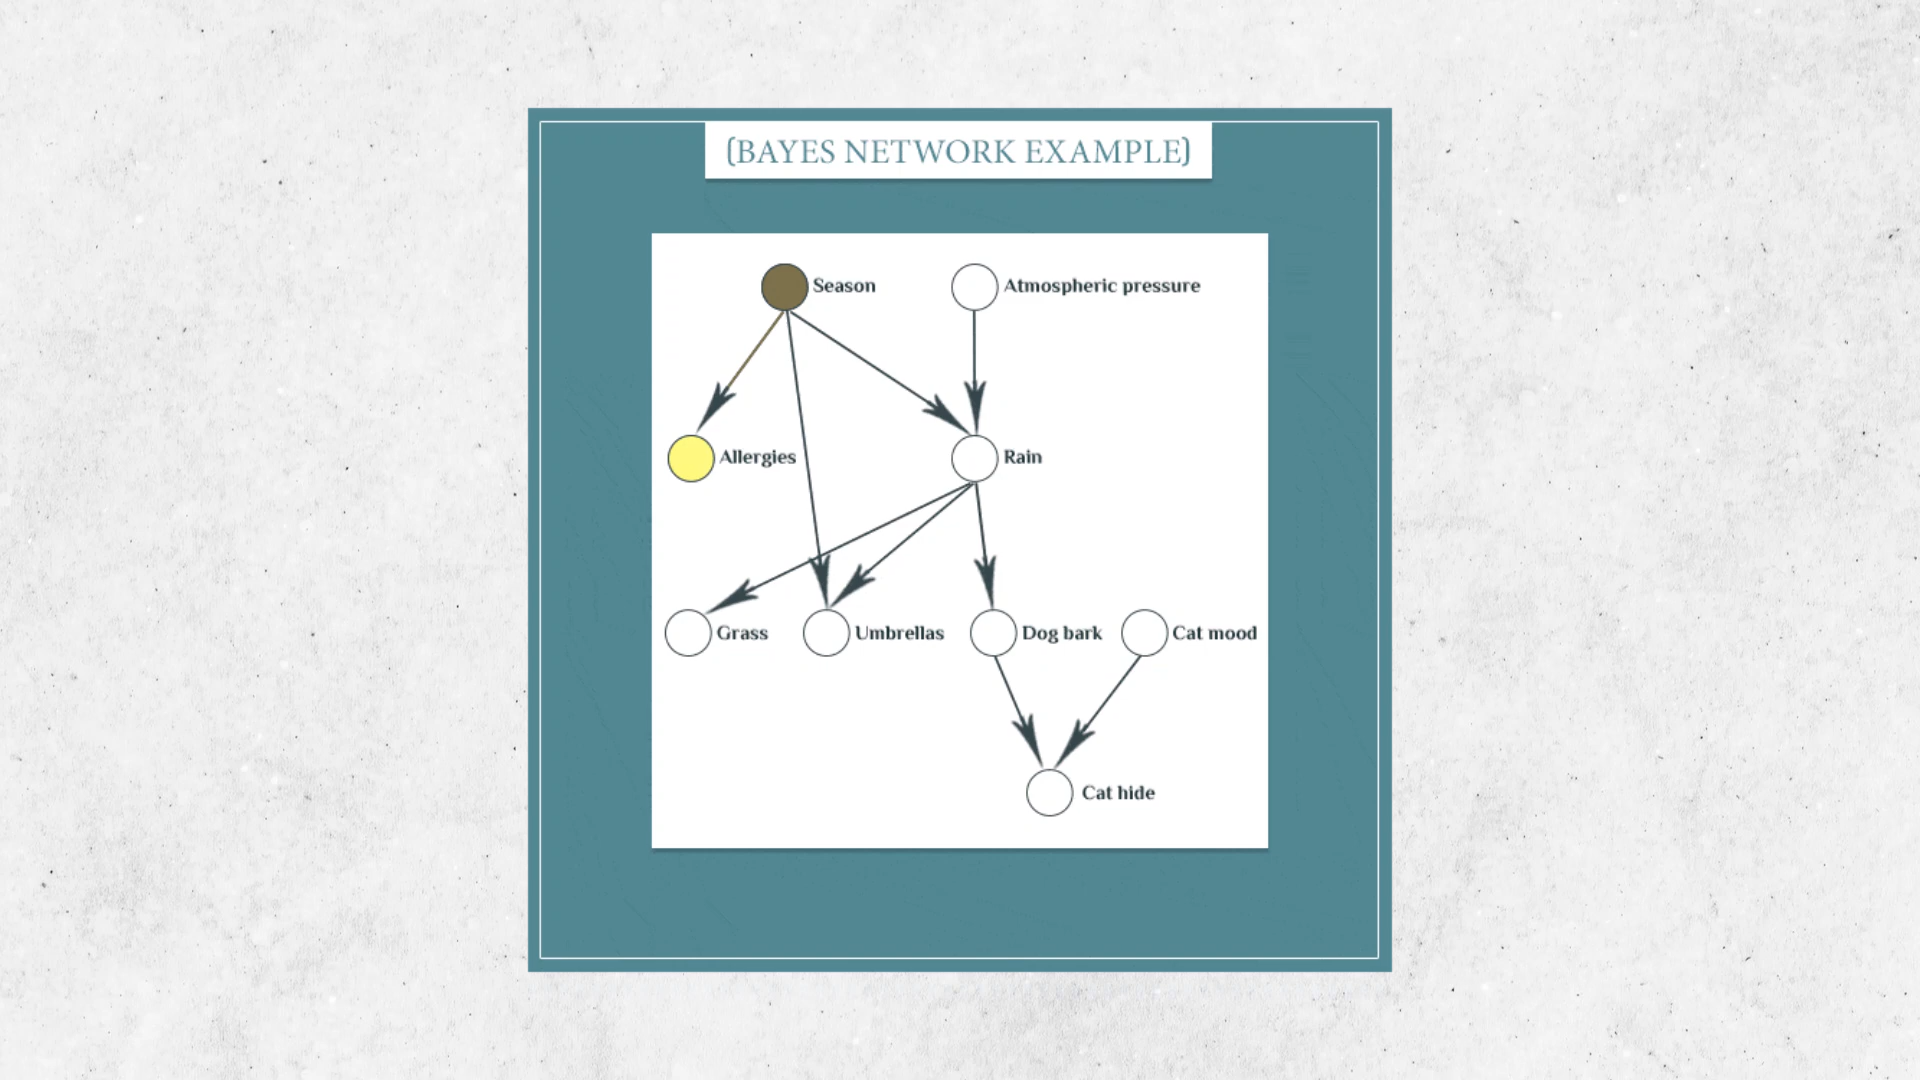 (BAYES NETWORK EXAMPLE)
Season
Atmospheric pressure
Allergies
Rain
Grass
Umbrellas
Dog bark
Cat mood
Cat hide